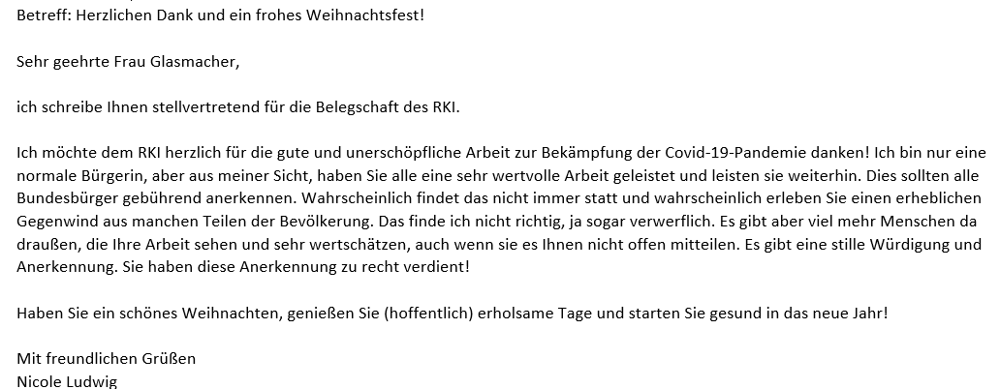 Betreff: Herzlichen Dank und ein frohes Weihnachtsfest!
Sehr geehrte Frau Glasmacher,
ich schreibe Ihnen stellvertretend für die Belegschaft des RKI.
Ich möchte dem RKI herzlich für die gute und unerschöpfliche Arbeit zur Bekämpfung der Covid-19-Pandemie danken! Ich bin nur eine
normale Bürgerin, aber aus meiner Sicht, haben Sie alle eine sehr wertvolle Arbeit geleistet und leisten sie weiterhin. Dies sollten alle
Bundesbürger gebührend anerkennen. Wahrscheinlich findet das nicht immer statt und wahrscheinlich erleben Sie einen erheblichen
Gegenwind aus manchen Teilen der Bevölkerung. Das finde ich nicht richtig, ja sogar verwerflich. Es gibt aber viel mehr Menschen da
draußen, die Ihre Arbeit sehen und sehr wertschätzen, auch wenn sie es Ihnen nicht offen mitteilen. Es gibt eine stille Würdigung und
Anerkennung. Sie haben diese Anerkennung zu recht verdient!
Haben Sie ein schönes Weihnachten, genießen Sie (hoffentlich) erholsame Tage und starten Sie gesund in das neue Jahr!
Mit freundlichen Grüßen
Nicole Ludwig